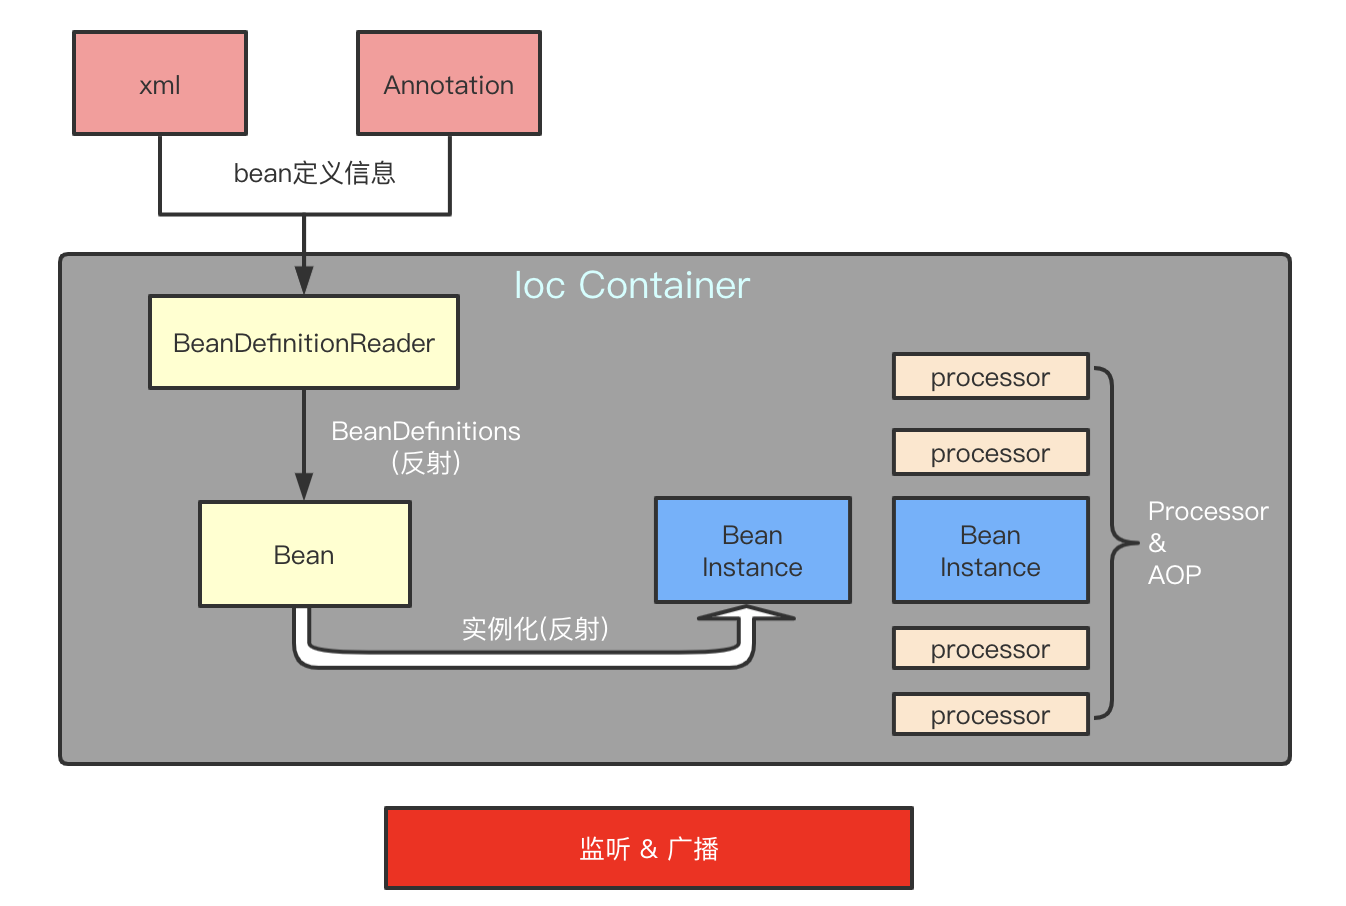 xml
Annotation
bean定义信息
Ioc Container
BeanDefinitionReader
BeanDefinitions
(反射)
Bean
实例化(反射)
Bean
Instance
processor
processor
Bean
Instance
processor
processor
Processor
&
AOP
监听 & 广播